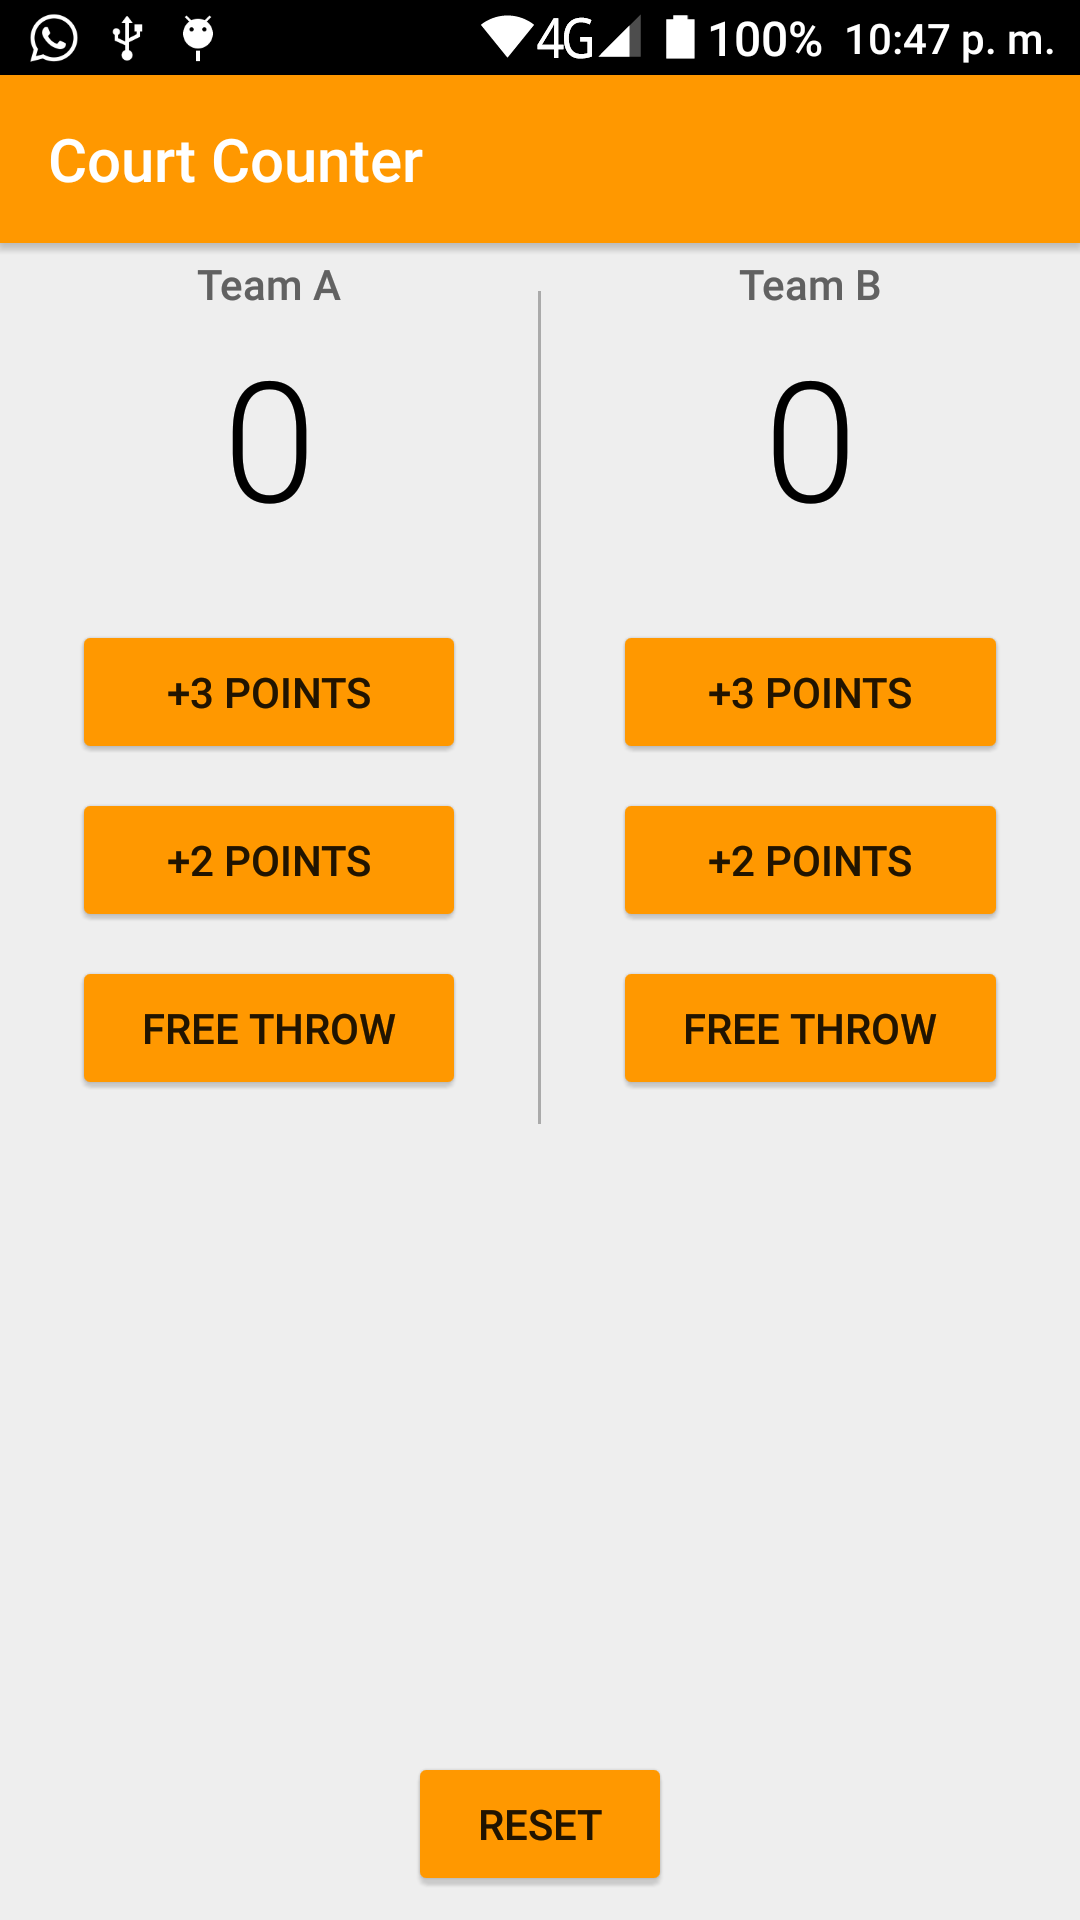 4G 100% 10:47 p. m.
Court Counter
Team A
0
+3 POINTS
+2 POINTS
FREE THROW
Team B
0
+3 POINTS
+2 POINTS
FREE THROW
RESET